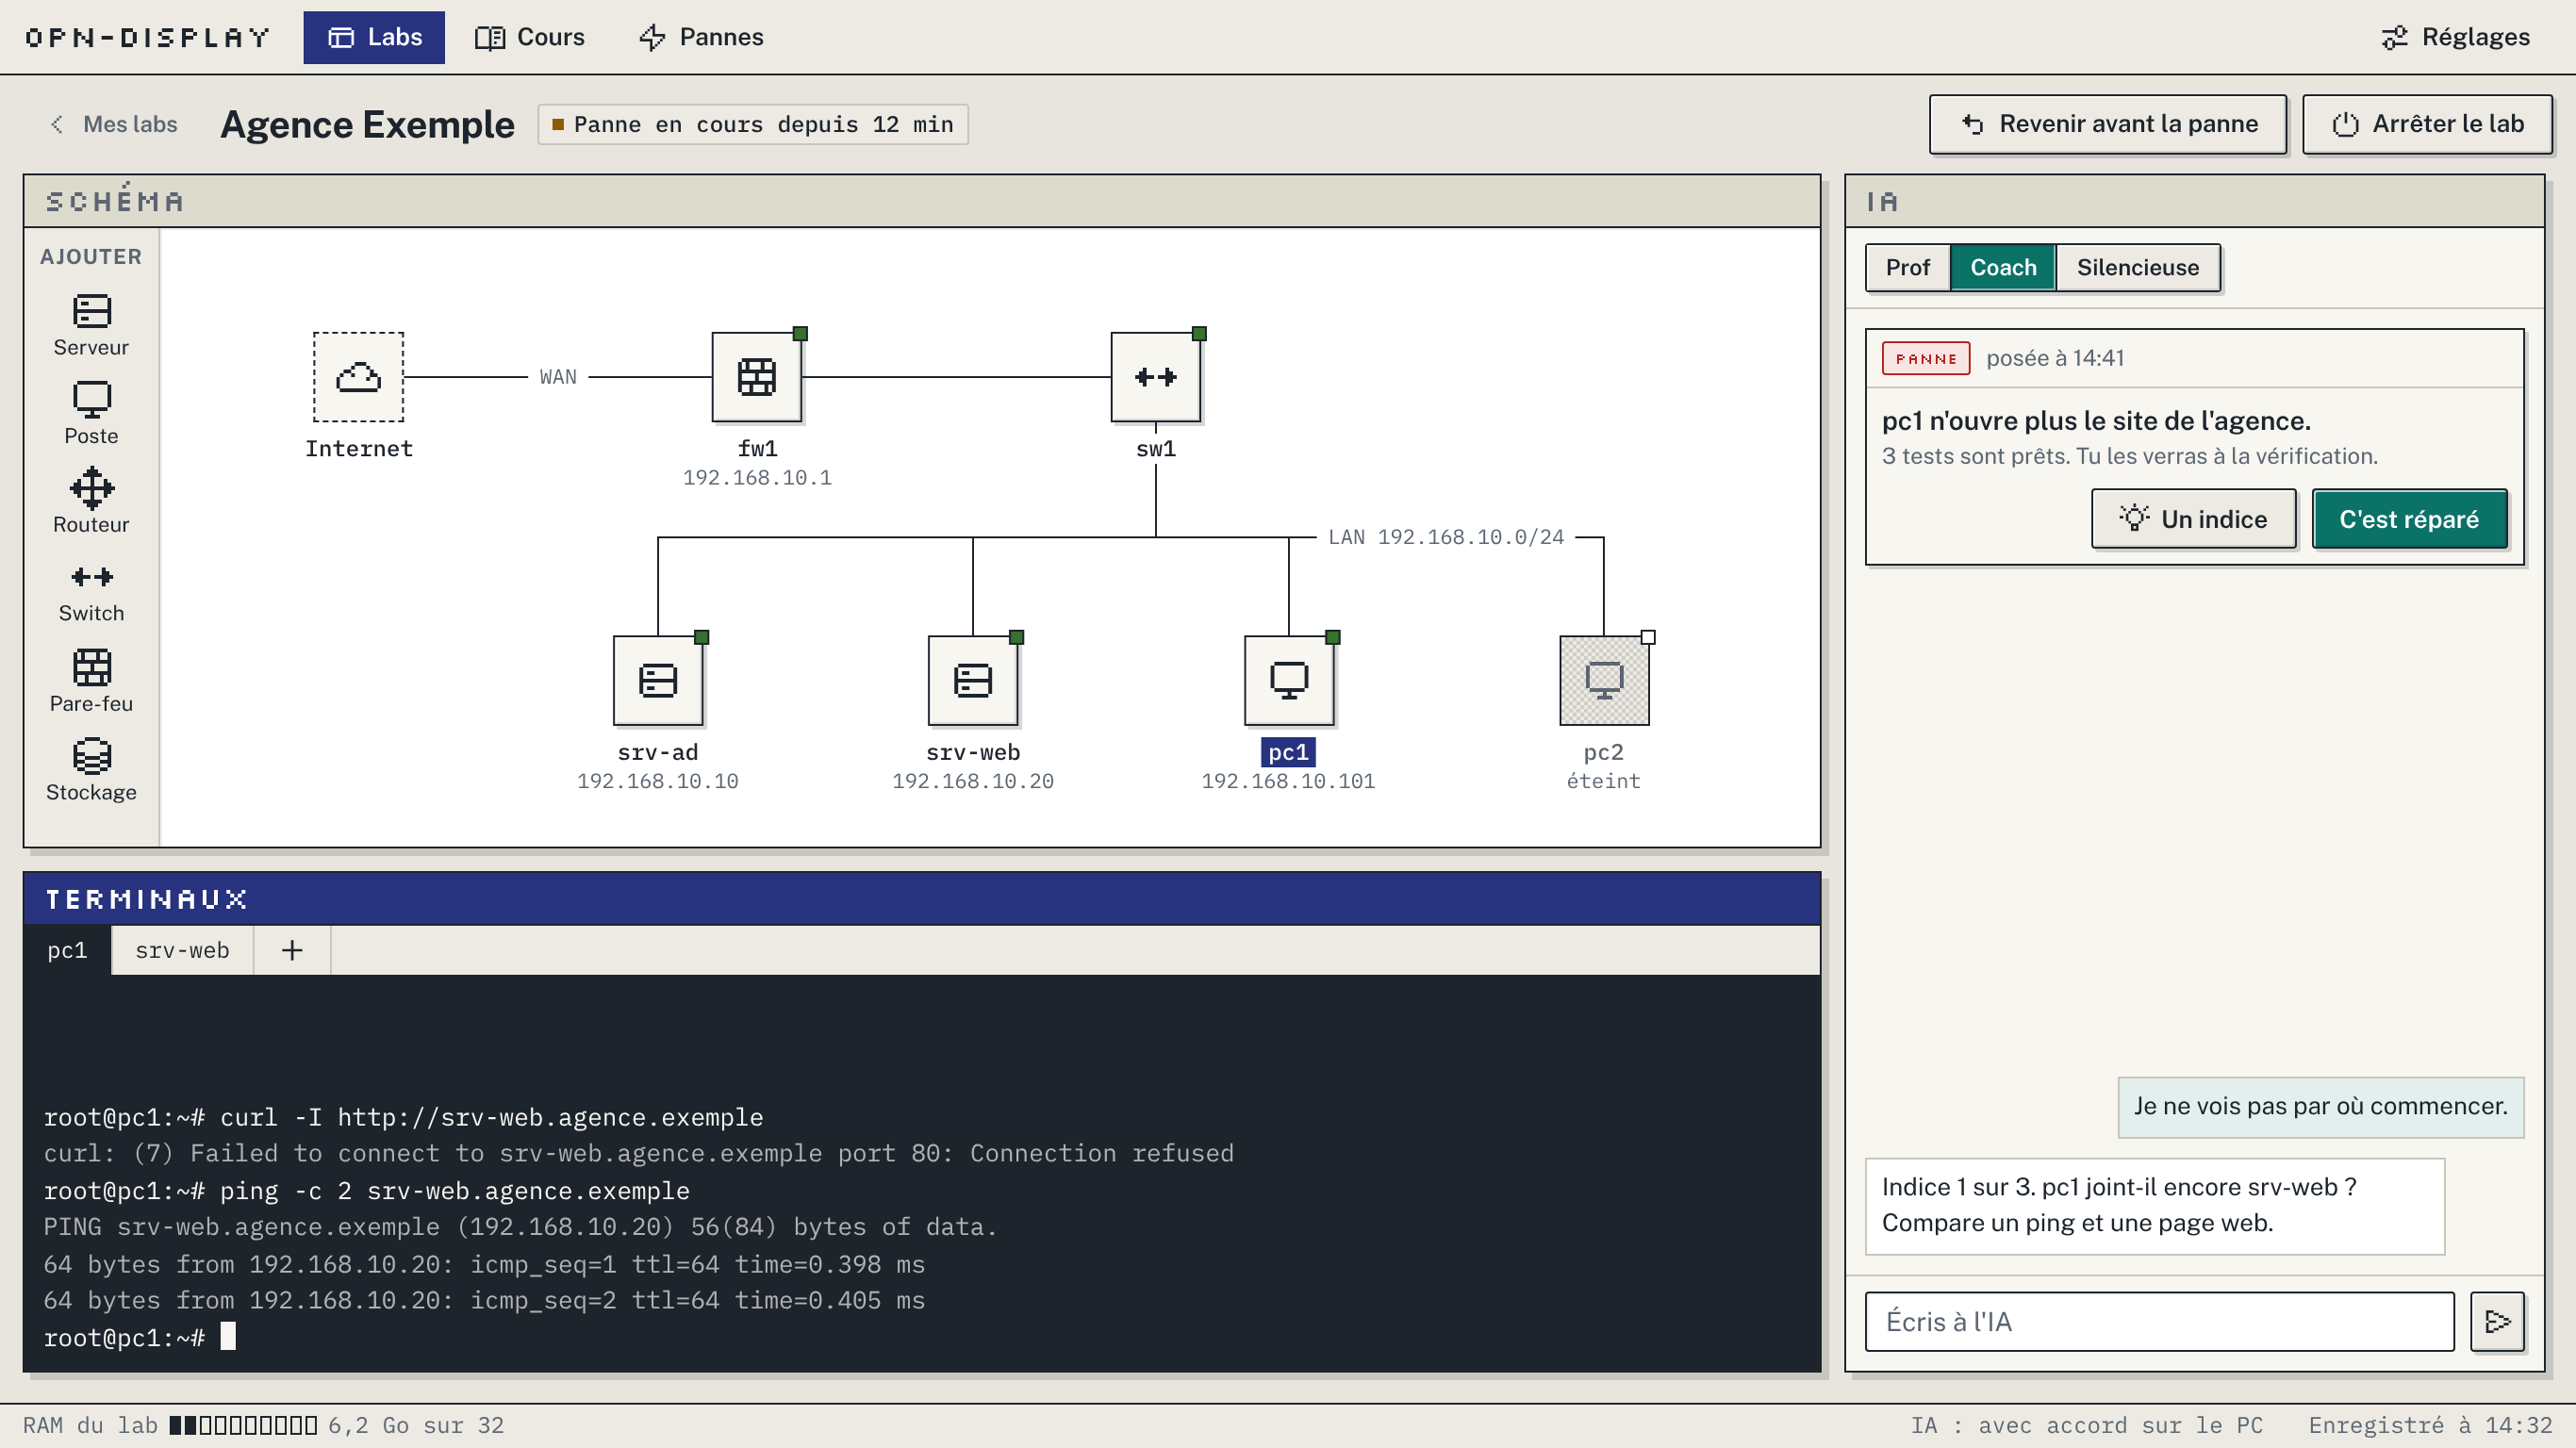 OPN-DISPLAY
Labs
Cours
Pannes
Réglages
Mes labs
Agence Exemple
Panne en cours depuis 12 min
Revenir avant la panne
Arrêter le lab
SCHÉMA
AJOUTER
Serveur
Poste
Routeur
Switch
Pare-feu
Stockage
Internet
WAN
fw1
192.168.10.1
sw1
LAN 192.168.10.0/24
srv-ad
192.168.10.10
srv-web
192.168.10.20
pc1
192.168.10.101
pc2
éteint
TERMINAUX
pc1
srv-web
+
root@pc1:~# curl -I http://srv-web.agence.exemple
curl: (7) Failed to connect to srv-web.agence.exemple port 80: Connection refused
root@pc1:~# ping -c 2 srv-web.agence.exemple
PING srv-web.agence.exemple (192.168.10.20) 56(84) bytes of data.
64 bytes from 192.168.10.20: icmp_seq=1 ttl=64 time=0.398 ms
64 bytes from 192.168.10.20: icmp_seq=2 ttl=64 time=0.405 ms
root@pc1:~#
IA
Prof
Coach
Silencieuse
PANNE
posée à 14:41
pc1 n'ouvre plus le site de l'agence.
3 tests sont prêts. Tu les verras à la vérification.
Un indice
C'est réparé
Je ne vois pas par où commencer.
Indice 1 sur 3. pc1 joint-il encore srv-web ?
Compare un ping et une page web.
Écris à l'IA
RAM du lab
6,2 Go sur 32
IA : avec accord sur le PC
Enregistré à 14:32